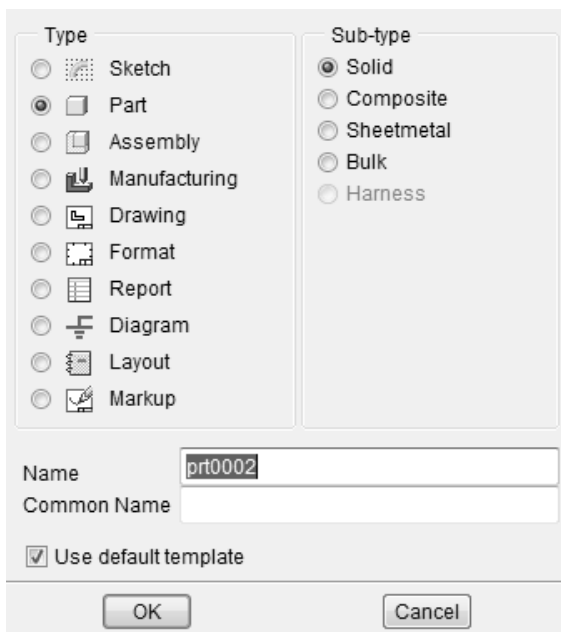 Type
Sketch
Part
Assembly
Manufacturing
Drawing
Format
Report
Diagram
Layout
Markup
Sub-type
Solid
Composite
Sheetmetal
Bulk
Harness
Name
prt0002
Common Name
Use default template
OK
Cancel